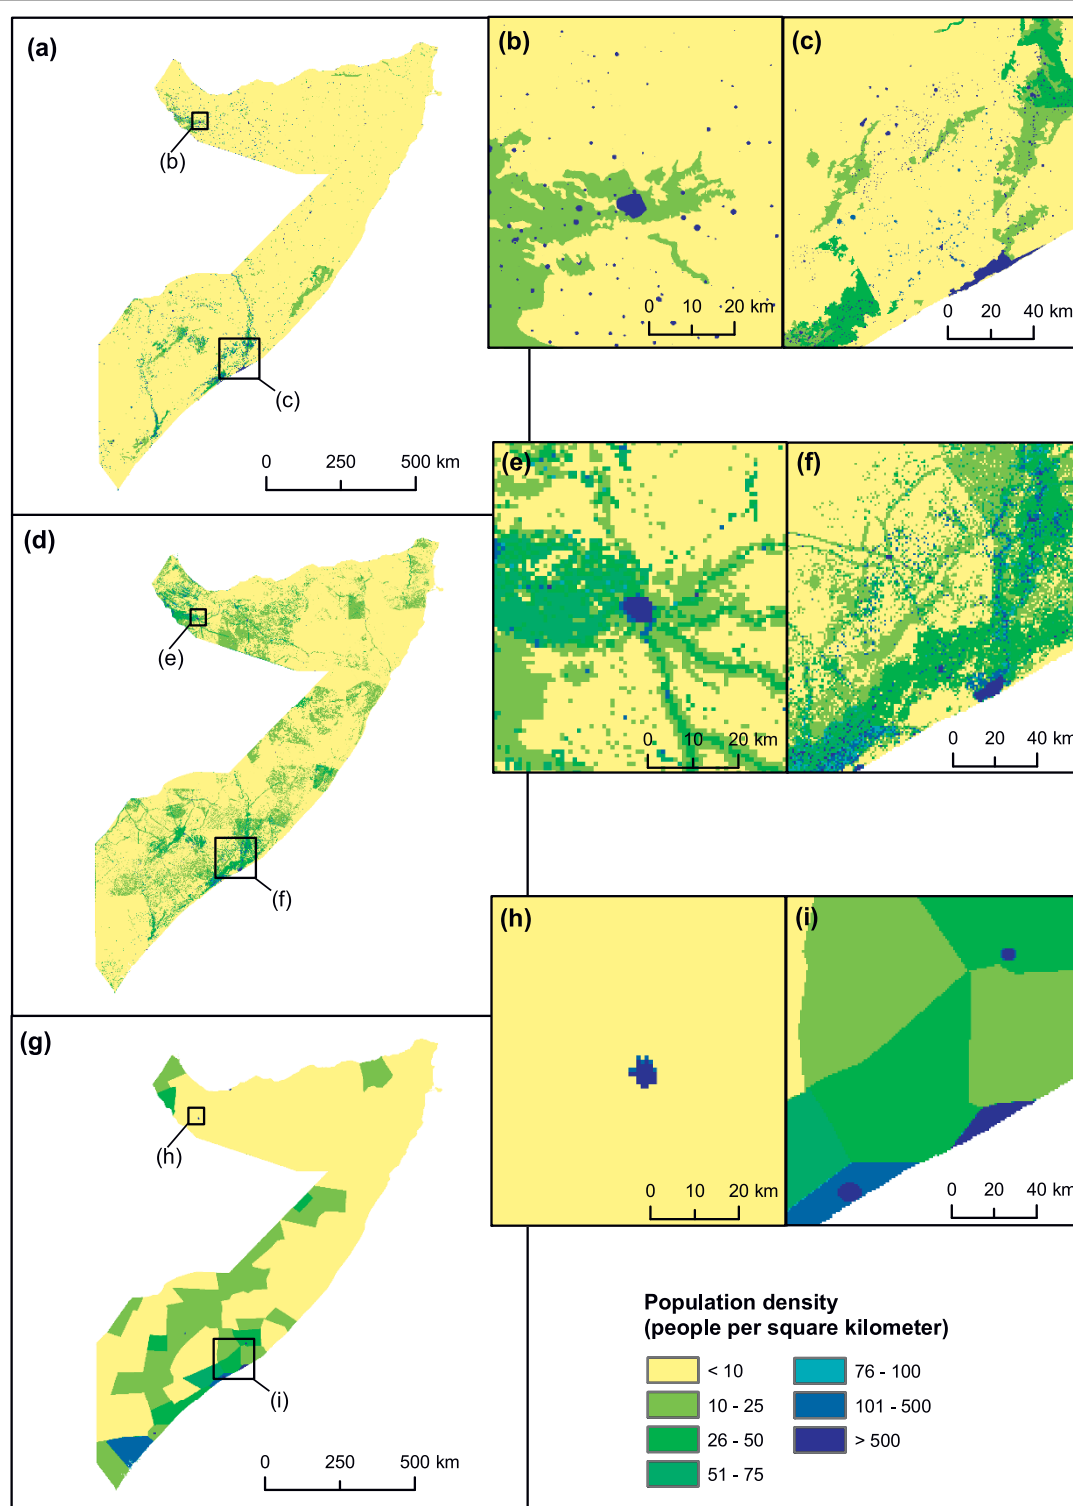 (a)
(b)
(c)
0 250 500 km
(b)
0 10 20 km
(c)
0 20 40 km
(d)
(e)
(f)
(e)
0 10 20 km
(f)
0 20 40 km
(g)
(h)
(i)
0 250 500 km
(h)
0 10 20 km
(i)
0 20 40 km
Population density
(people per square kilometer)
< 10
10 - 25
26 - 50
51 - 75
76 - 100
101 - 500
> 500